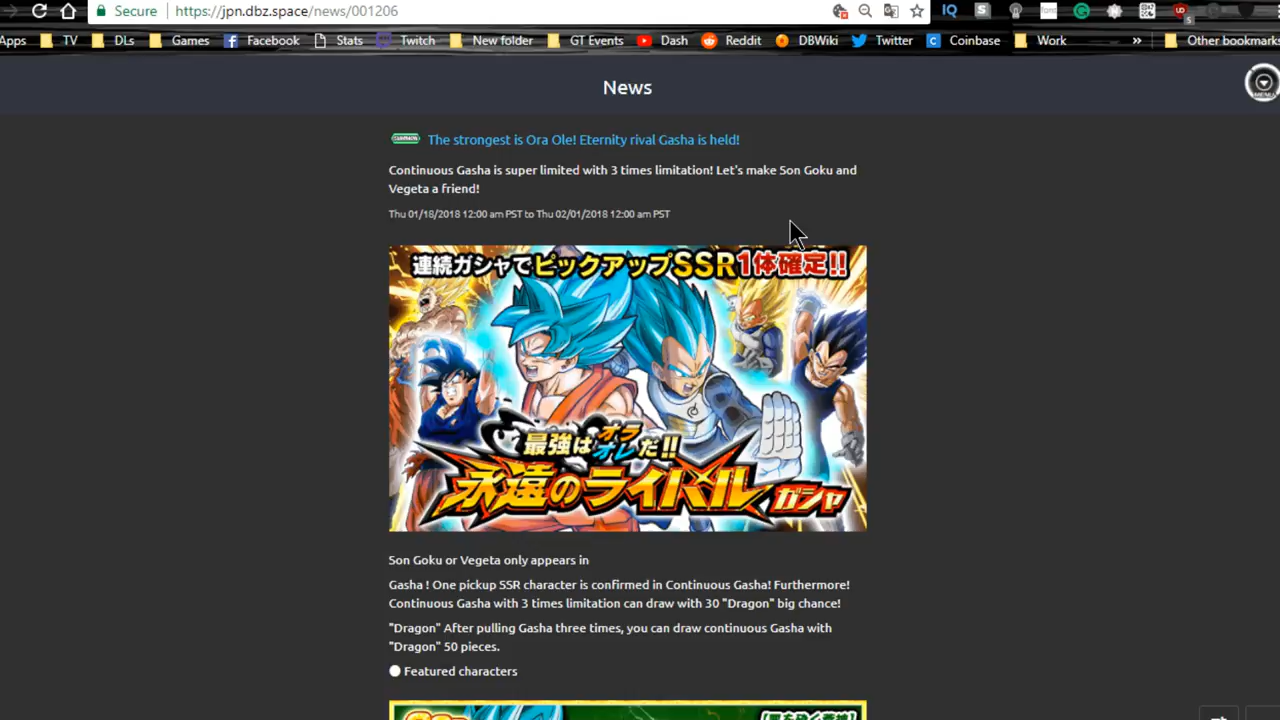 Secure
https://jpn.dbz.space/news/001206
Apps TV DLs Games Facebook Stats Twitch New folder GT Events Dash Reddit DBWiki Twitter Coinbase Work » Other bookmarks
News
MENU
The strongest is Ora Ole! Eternity rival Gasha is held!
Continuous Gasha is super limited with 3 times limitation! Let's make Son Goku and
Vegeta a friend!
Thu 01/18/2018 12:00 am PST to Thu 02/01/2018 12:00 am PST
連続ガシャでピックアップSSR1体確定!!
最強はオラオレだ!!
永遠のライバルガシャ
Son Goku or Vegeta only appears in
Gasha ! One pickup SSR character is confirmed in Continuous Gasha! Furthermore!
Continuous Gasha with 3 times limitation can draw with 30 "Dragon" big chance!
"Dragon" After pulling Gasha three times, you can draw continuous Gasha with
"Dragon" 50 pieces.
Featured characters